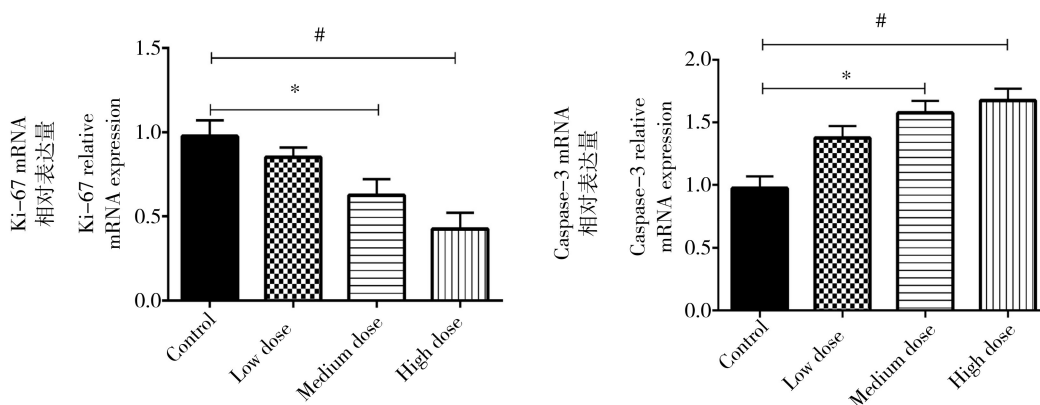 Ki-67 mRNA
相对表达量
Ki-67 relative
mRNA expression
1.5
1.0
0.5
0.0
#
*
Control
Low dose
Medium dose
High dose
Caspase-3 mRNA
相对表达量
Caspase-3 relative
mRNA expression
2.0
1.5
1.0
0.5
0.0
#
*
Control
Low dose
Medium dose
High dose